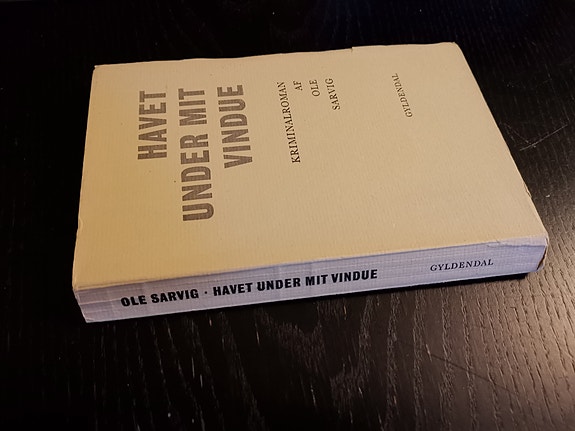 HAVET
UNDER MIT
VINDUE
KRIMINALROMAN
AF
OLE
SARVIG
GYLDENDAL
OLE SARVIG · HAVET UNDER MIT VINDUE GYLDENDAL